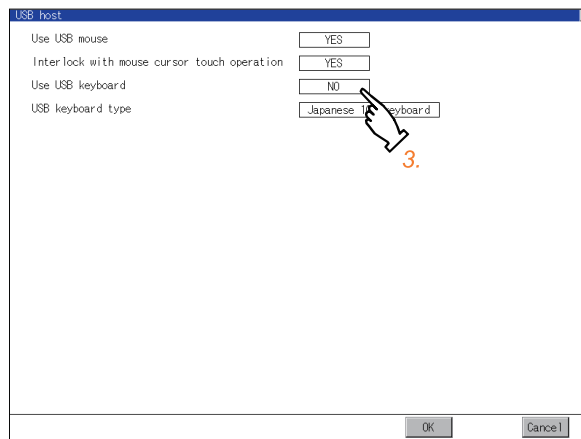 USB host
Use USB mouse YES
Interlock with mouse cursor touch operation YES
Use USB keyboard NO
USB keyboard type Japanese keyboard
3.
OK Cancel